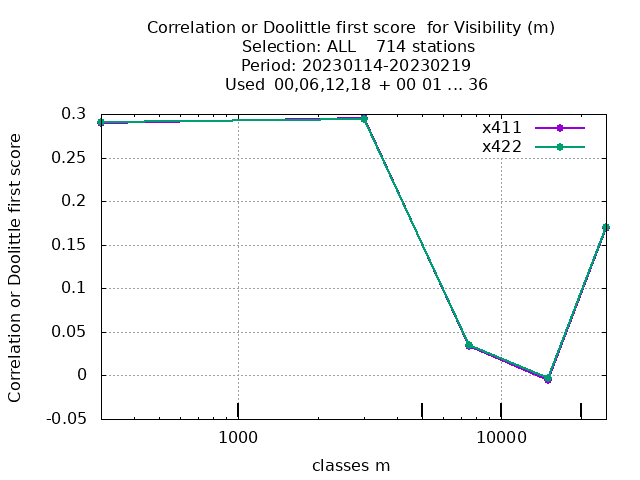 Correlation or Doolittle first score  for Visibility (m)
Selection: ALL    714 stations
Period: 20230114-20230219
Used  00,06,12,18  + 00 01 ... 36
x411
x422
0.3
0.25
0.2
0.15
0.1
0.05
0
-0.05
Correlation or Doolittle first score
1000
10000
classes m